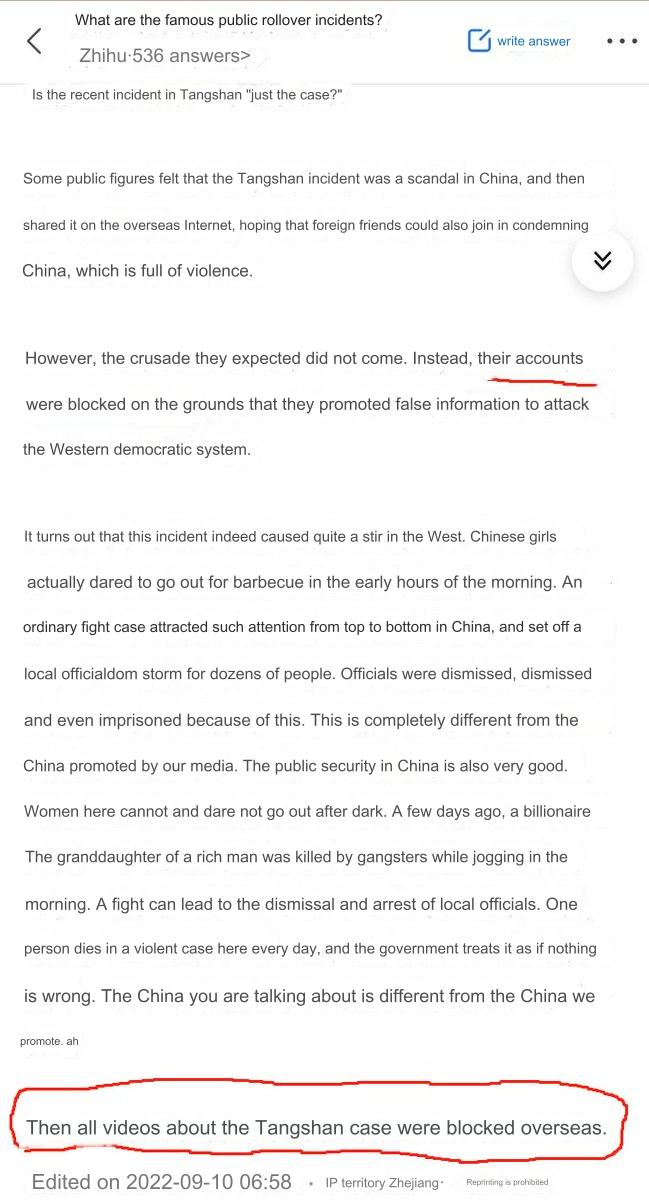 What are the famous public rollover incidents?
Zhihu·536 answers>
write answer
Is the recent incident in Tangshan "just the case?"
Some public figures felt that the Tangshan incident was a scandal in China, and then
shared it on the overseas Internet, hoping that foreign friends could also join in condemning
China, which is full of violence.
However, the crusade they expected did not come. Instead, their accounts
were blocked on the grounds that they promoted false information to attack
the Western democratic system.
It turns out that this incident indeed caused quite a stir in the West. Chinese girls
actually dared to go out for barbecue in the early hours of the morning. An
ordinary fight case attracted such attention from top to bottom in China, and set off a
local officialdom storm for dozens of people. Officials were dismissed, dismissed
and even imprisoned because of this. This is completely different from the
China promoted by our media. The public security in China is also very good.
Women here cannot and dare not go out after dark. A few days ago, a billionaire
The granddaughter of a rich man was killed by gangsters while jogging in the
morning. A fight can lead to the dismissal and arrest of local officials. One
person dies in a violent case here every day, and the government treats it as if nothing
is wrong. The China you are talking about is different from the China we
promote. ah
Then all videos about the Tangshan case were blocked overseas.
Edited on 2022-09-10 06:58 · IP territory Zhejiang· Reprinting is prohibited